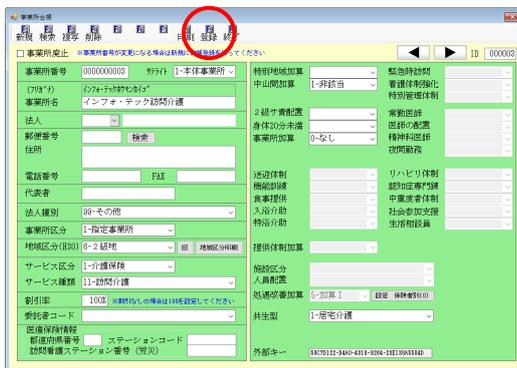 事業所台帳
新規 検索 複写 削除 印刷 登録 終了
事業所廃止 ※事業所番号が変更になる場合は新規に
てください
ID 000003
事業所番号 0000000003 ｻﾃﾗｲﾄ 1-本体事業所
(ﾌﾘｶﾞﾅ) ｲﾝﾌｫ・ﾃｯｸﾎｳﾓﾝｶｲｺﾞ
事業所名 インフォ・テック訪問介護
法人
郵便番号 検索
住所
電話番号 FAX
代表者
法人種別 99-その他
事業所区分 1-指定事業所
地域区分(H30) 6-2級地 旧 地域区分印刷
サービス区分 1-介護保険
サービス種類 11-訪問介護
割引率 100% ※割引なしの場合は100を設定してください
委託者コード
医療保険情報
都道府県番号 ステーションコード
訪問看護ステーション番号 (労災)
特別地域加算
中山間加算 1-非該当
2級サ責配置
身体20分未満
事業所加算 0-なし
送迎体制
機能訓練
食事提供
入浴介助
特浴介助
提供体制加算
施設区分
人員配置
処遇改善加算 5-加算Ⅰ 設定 保険者別(O)
共生型 1-居宅介護
外部キー
緊急時訪問
看護体制強化
特別管理体制
常勤医師
医師の配置
精神科医師
夜間勤務
リハビリ体制
認知症専門棟
中重度者体制
社会参加支援
生活相談員